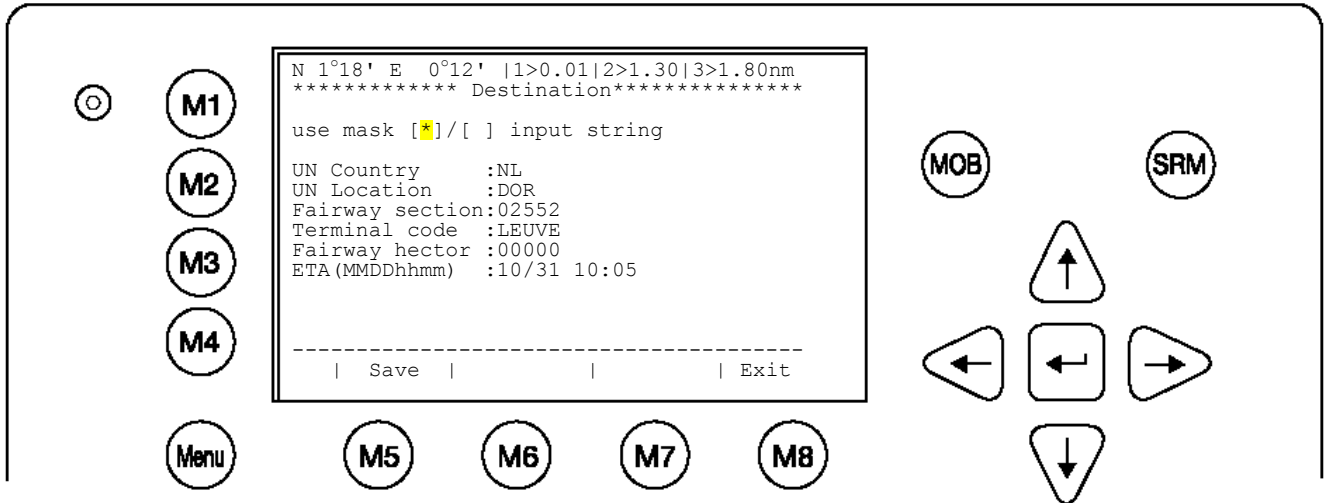 N 1°18' E 0°12' |1>0.01|2>1.30|3>1.80nm
************* Destination***************
use mask [*]/[ ] input string
UN Country :NL
UN Location :DOR
Fairway section:02552
Terminal code :LEUVE
Fairway hector :00000
ETA(MMDDhhmm) :10/31 10:05
----------------------------------------
| Save | | | Exit
M1
M2
M3
M4
Menu
M5
M6
M7
M8
MOB
SRM